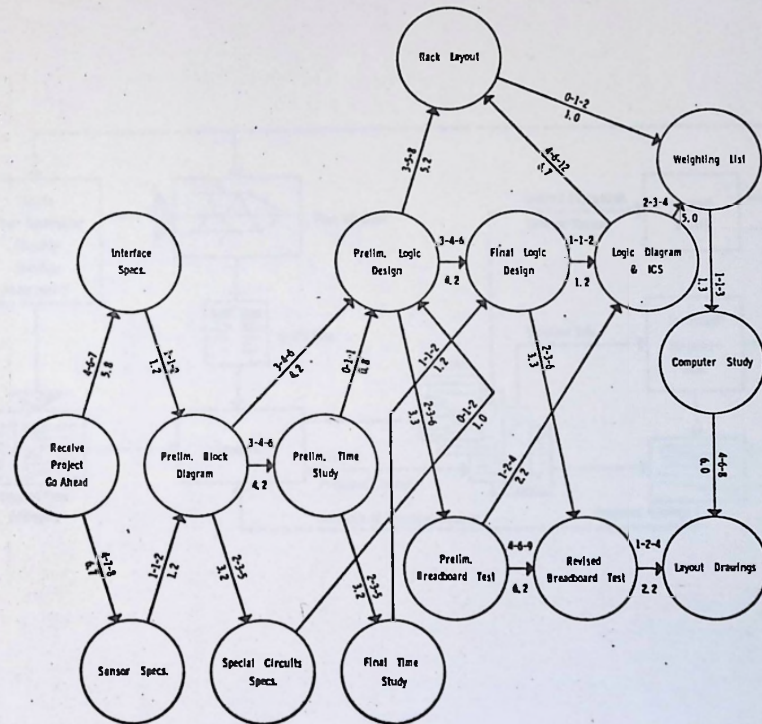 Rack Layout
0-1-2
1.0
Weighting List
3-5-8
5.2
4-6-12
2-3-4
5.0
Interface
Specs.
Prelim. Logic
Design
3-4-6
4.2
Final Logic
Design
1-1-2
1.2
Logic Diagram
& ICS
1-1-3
1.3
4-6-7
5.8
1-1-2
1.2
3-4-6
4.2
0-1-1
0.8
1-1-2
1.2
0-1-2
1.0
2-3-6
3.3
2-3-6
3.3
Computer Study
Receive
Project
Go Ahead
Prelim. Block
Diagram
3-4-6
4.2
Prelim. Time
Study
1-2-4
2.2
4-6-8
6.0
4-7-8
6.7
1-1-2
1.2
2-3-5
3.2
2-3-5
3.2
Prelim.
Breadboard Test
4-6-9
6.2
Revised
Breadboard Test
1-2-4
2.2
Layout Drawings
Sensor Specs.
Special Circuits
Specs.
Final Time
Study